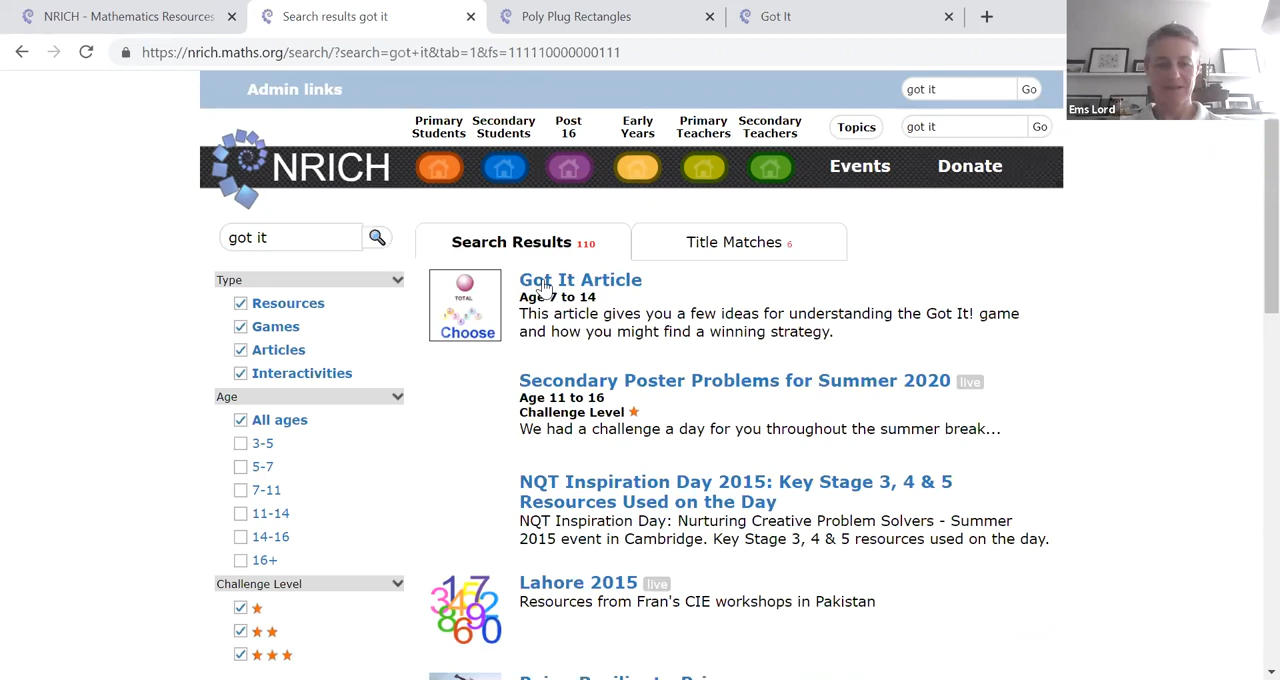 NRICH - Mathematics Resources
Search results got it
Poly Plug Rectangles
Got It
https://nrich.maths.org/search/?search=got+it&tab=1&fs=111110000000111
Ems Lord
Admin links
got it
Go
Primary Students
Secondary Students
Post 16
Early Years
Primary Teachers
Secondary Teachers
Topics
got it
Go
NRICH
Events
Donate
got it
Search Results 110
Title Matches 6
Type
Resources
Games
Articles
Interactivities
Age
All ages
3-5
5-7
7-11
11-14
14-16
16+
Challenge Level
TOTAL
Choose
Got It Article
Age 7 to 14
This article gives you a few ideas for understanding the Got It! game
and how you might find a winning strategy.
Secondary Poster Problems for Summer 2020 live
Age 11 to 16
Challenge Level
We had a challenge a day for you throughout the summer break...
NQT Inspiration Day 2015: Key Stage 3, 4 & 5
Resources Used on the Day
NQT Inspiration Day: Nurturing Creative Problem Solvers - Summer
2015 event in Cambridge. Key Stage 3, 4 & 5 resources used on the day.
Lahore 2015 live
Resources from Fran's CIE workshops in Pakistan